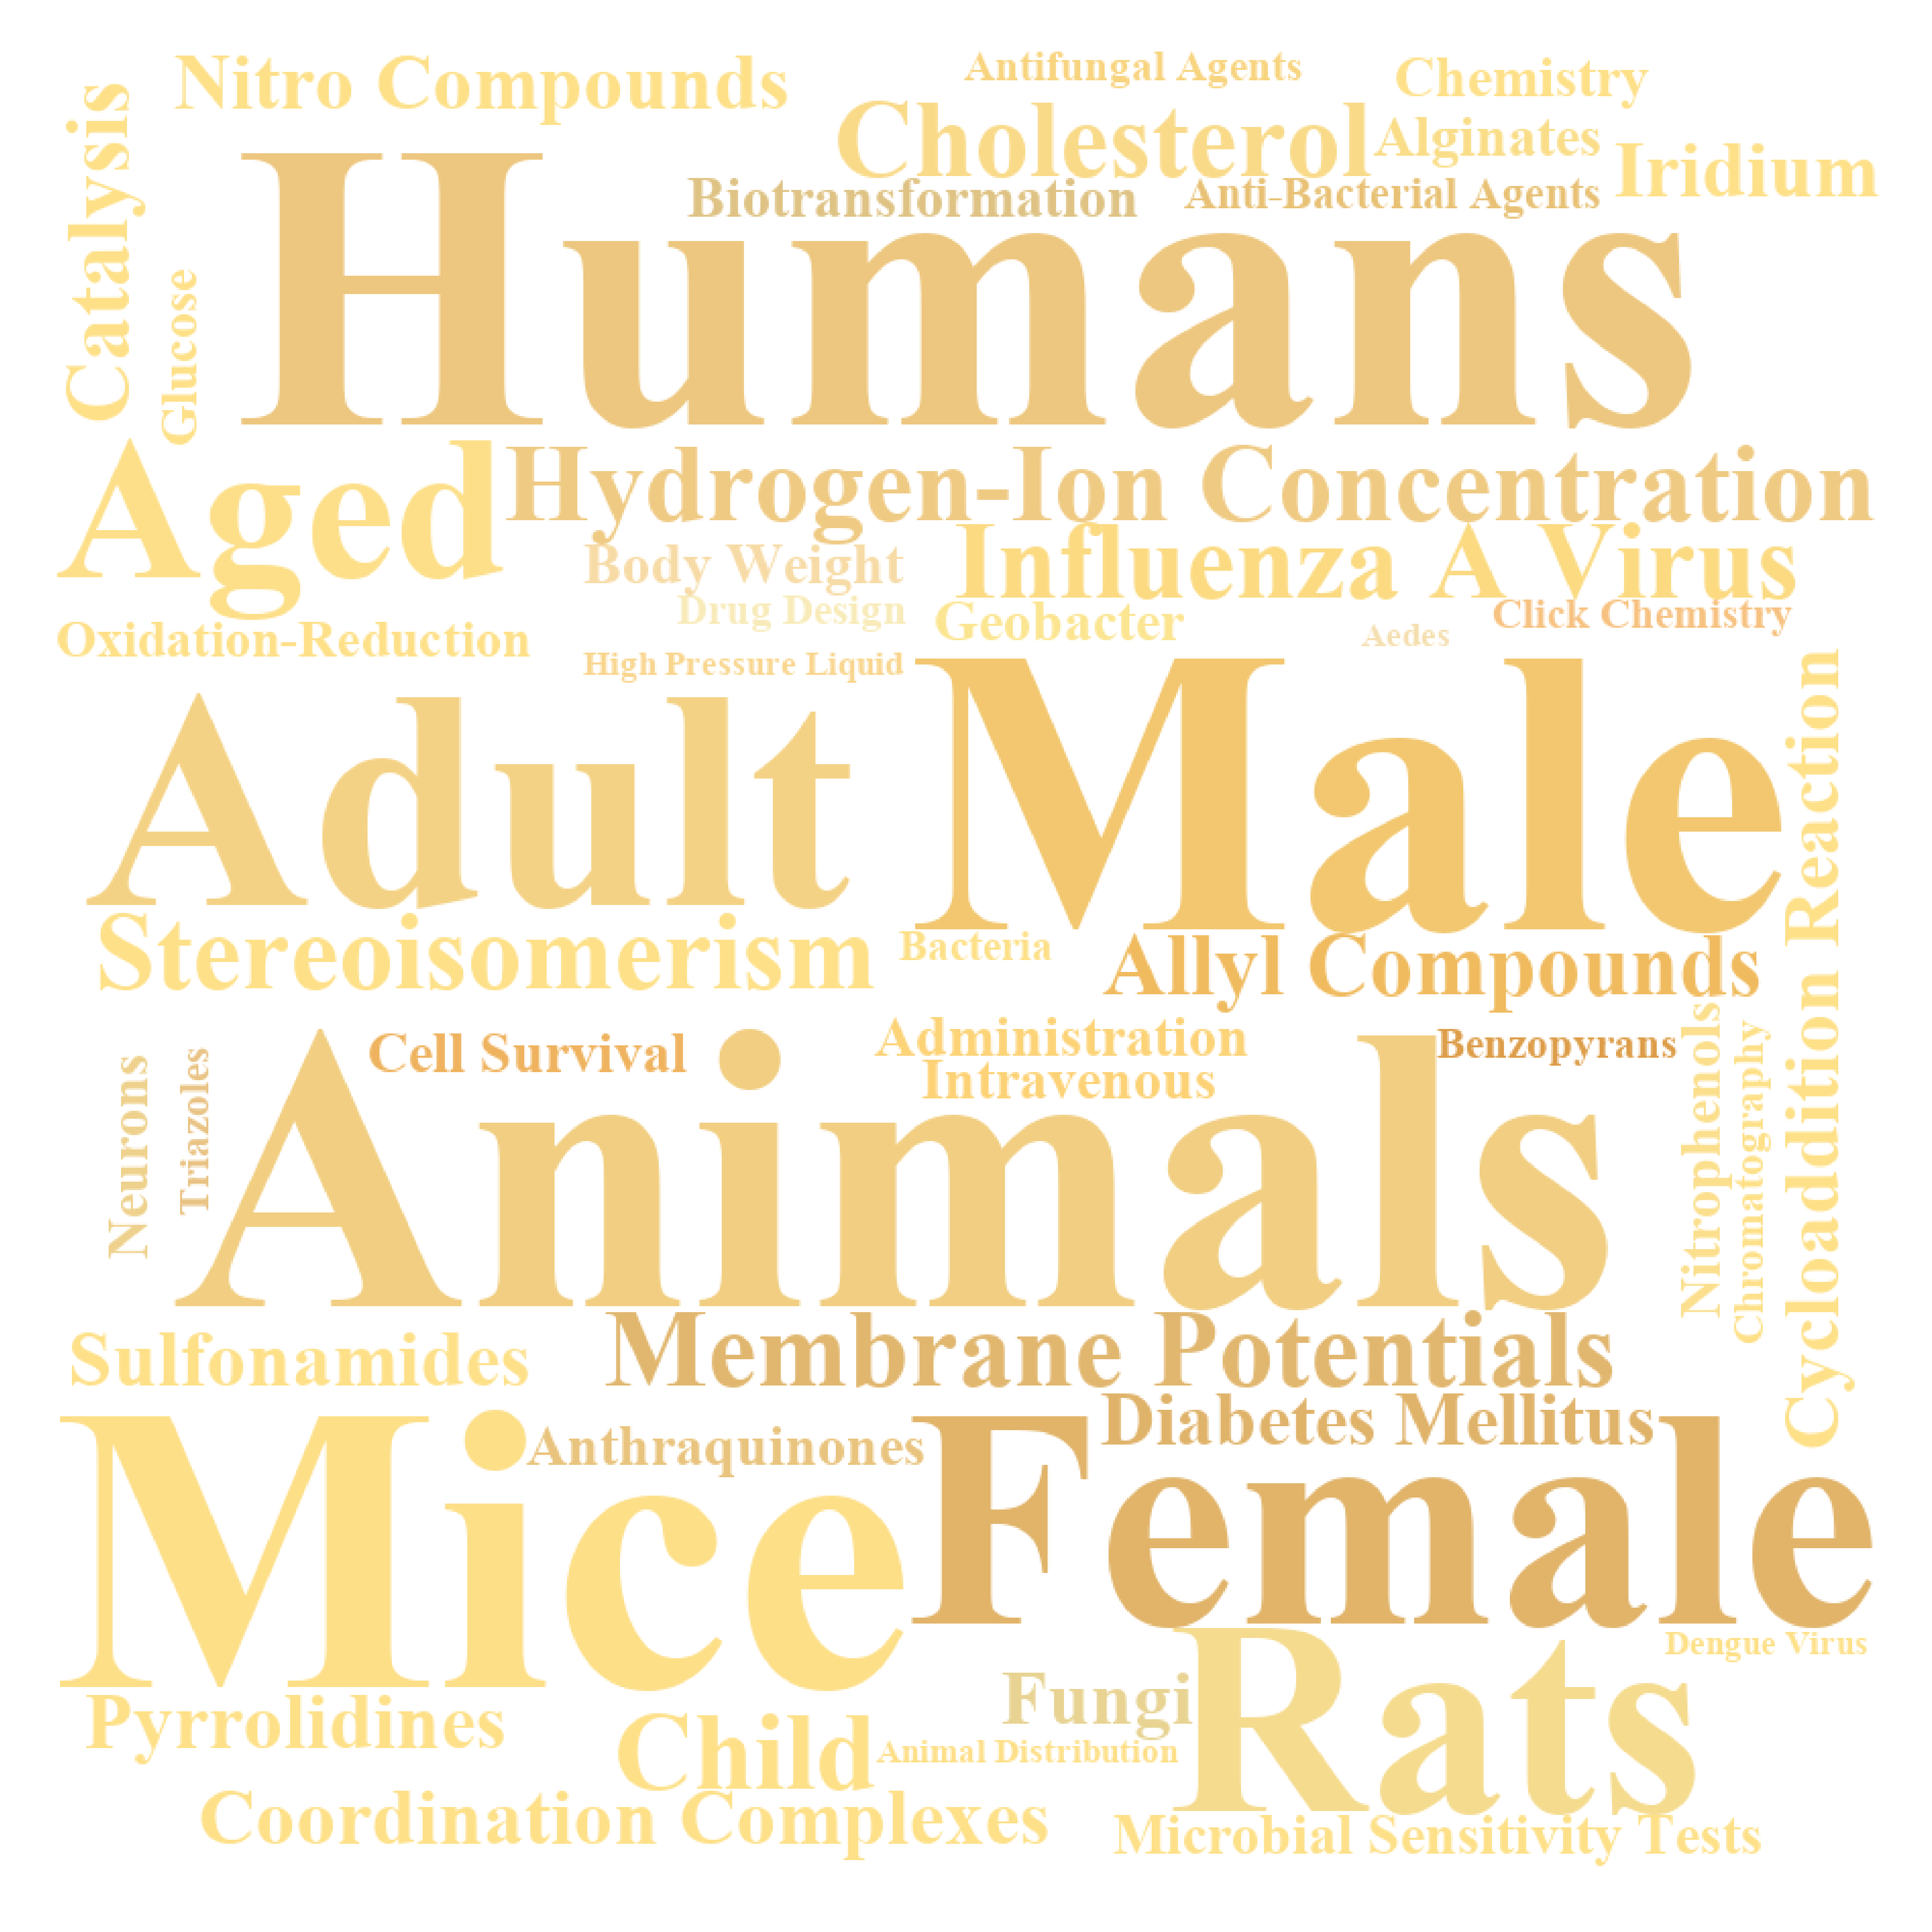 Nitro Compounds
Antifungal Agents
Chemistry
Catalysis
Cholesterol
Alginates
Iridium
Biotransformation
Anti-Bacterial Agents
Humans
Glucose
Aged
Hydrogen-Ion Concentration
Body Weight
Influenza A Virus
Drug Design
Geobacter
Click Chemistry
Oxidation-Reduction
Aedes
High Pressure Liquid
Adult
Male
Cycloaddition Reaction
Stereoisomerism
Bacteria
Allyl Compounds
Cell Survival
Administration
Intravenous
Benzopyrans
Neurons
Triazoles
Animals
Nitrophenols
Chromatography
Sulfonamides
Membrane Potentials
Mice
Anthraquinones
Diabetes Mellitus
Female
Dengue Virus
Rats
Fungi
Pyrrolidines
Child
Animal Distribution
Coordination Complexes
Microbial Sensitivity Tests